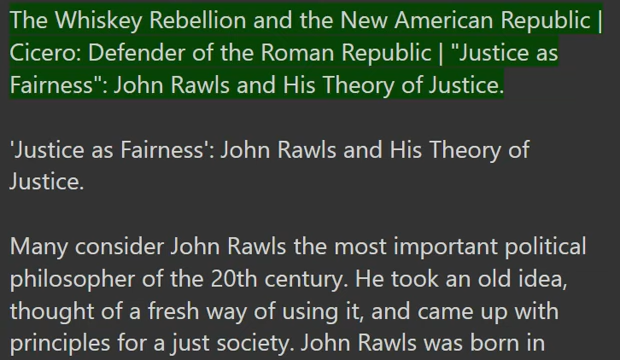 The Whiskey Rebellion and the New American Republic |
Cicero: Defender of the Roman Republic | "Justice as
Fairness": John Rawls and His Theory of Justice.
'Justice as Fairness': John Rawls and His Theory of
Justice.
Many consider John Rawls the most important political
philosopher of the 20th century. He took an old idea,
thought of a fresh way of using it, and came up with
principles for a just society. John Rawls was born in